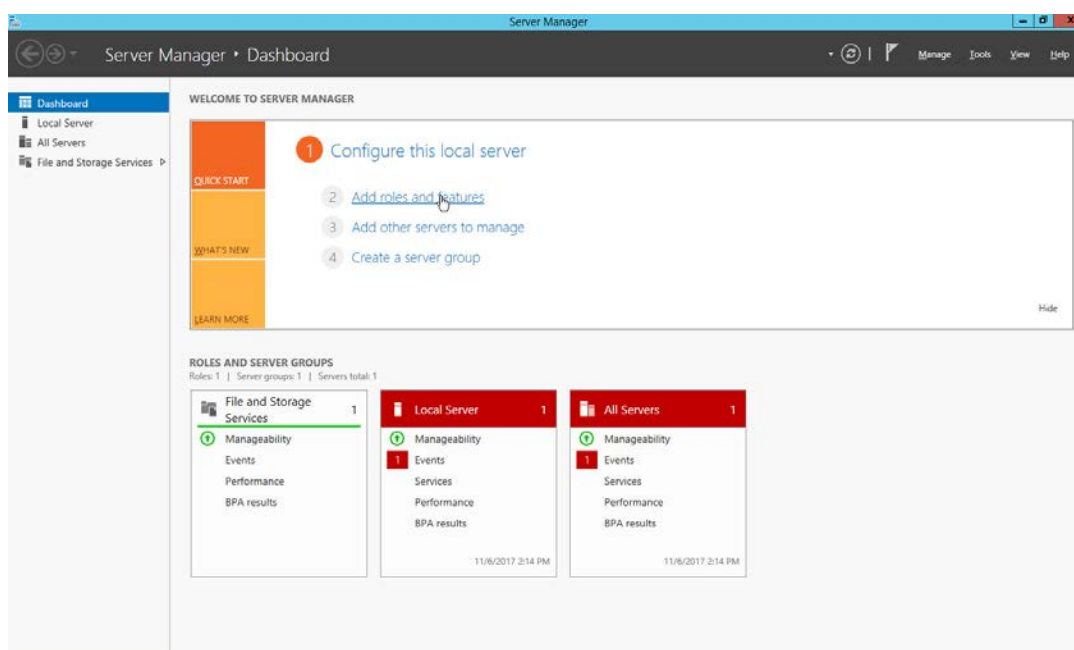 Server Manager
Server Manager • Dashboard
Manage Tools View Help
Dashboard
Local Server
All Servers
File and Storage Services
WELCOME TO SERVER MANAGER
QUICK START
WHAT'S NEW
LEARN MORE
1 Configure this local server
2 Add roles and features
3 Add other servers to manage
4 Create a server group
Hide
ROLES AND SERVER GROUPS
Roles: 1 | Server groups: 1 | Servers total: 1
File and Storage
Services 1
Manageability
Events
Performance
BPA results
Local Server 1
Manageability
1 Events
Services
Performance
BPA results
11/6/2017 2:14 PM
All Servers 1
Manageability
1 Events
Services
Performance
BPA results
11/6/2017 2:14 PM